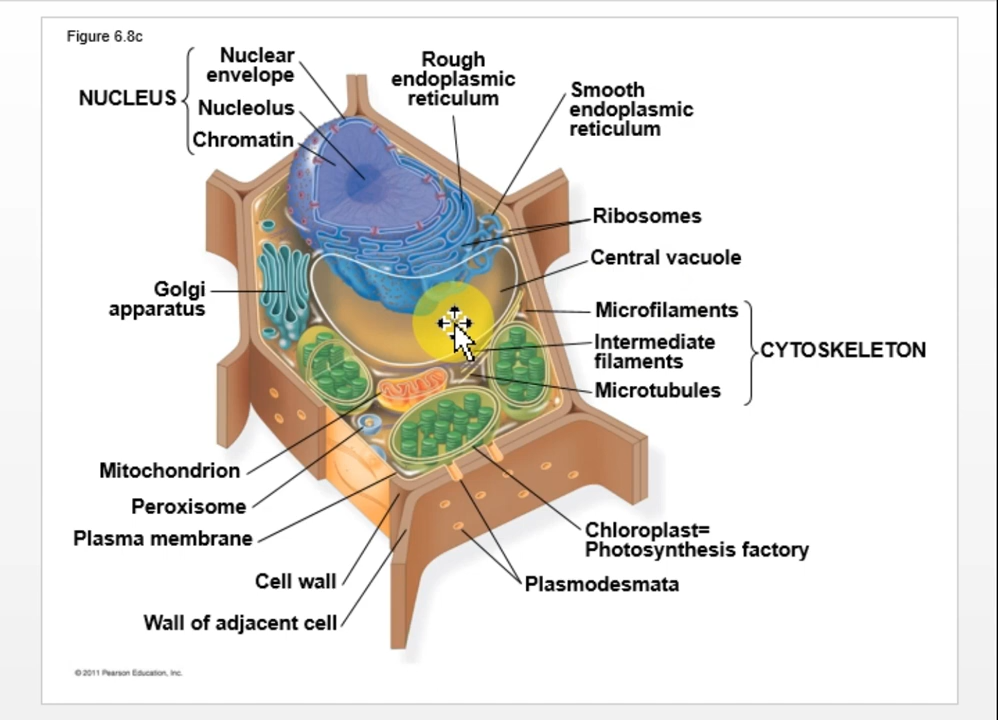 Figure 6.8c
Nuclear
envelope
NUCLEUS
Nucleolus
Chromatin
Rough
endoplasmic
reticulum
Smooth
endoplasmic
reticulum
Ribosomes
Central vacuole
Golgi
apparatus
Microfilaments
Intermediate
filaments
CYTOSKELETON
Microtubules
Mitochondrion
Peroxisome
Plasma membrane
Chloroplast=
Photosynthesis factory
Cell wall
Plasmodesmata
Wall of adjacent cell
© 2011 Pearson Education, Inc.